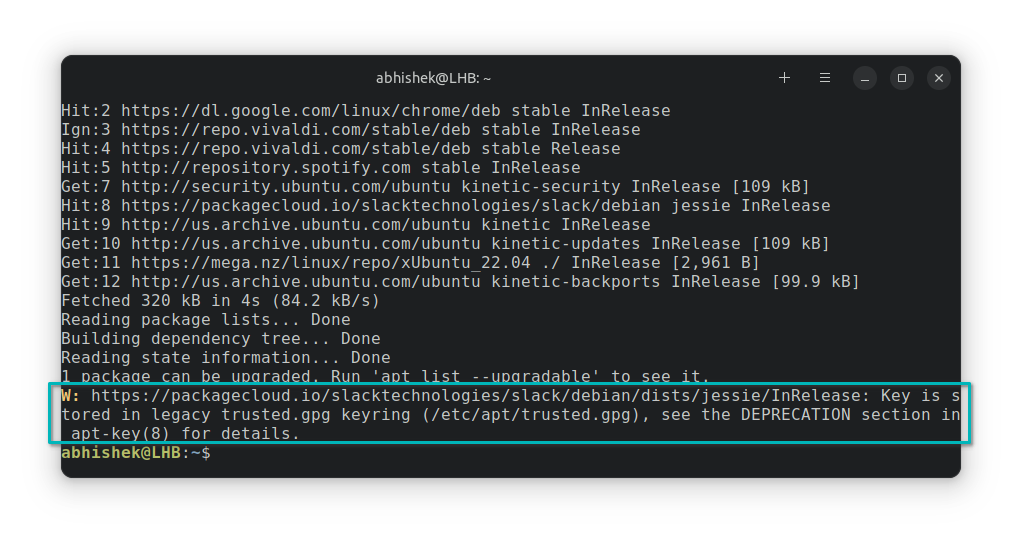 abhishek@LHB: ~
Hit:2 https://dl.google.com/linux/chrome/deb stable InRelease
Ign:3 https://repo.vivaldi.com/stable/deb stable InRelease
Hit:4 https://repo.vivaldi.com/stable/deb stable Release
Hit:5 http://repository.spotify.com stable InRelease
Get:7 http://security.ubuntu.com/ubuntu kinetic-security InRelease [109 kB]
Hit:8 https://packagecloud.io/slacktechnologies/slack/debian jessie InRelease
Hit:9 http://us.archive.ubuntu.com/ubuntu kinetic InRelease
Get:10 http://us.archive.ubuntu.com/ubuntu kinetic-updates InRelease [109 kB]
Get:11 https://mega.nz/linux/repo/xUbuntu_22.04 ./ InRelease [2,961 B]
Get:12 http://us.archive.ubuntu.com/ubuntu kinetic-backports InRelease [99.9 kB]
Fetched 320 kB in 4s (84.2 kB/s)
Reading package lists... Done
Building dependency tree... Done
Reading state information... Done
1 package can be upgraded. Run 'apt list --upgradable' to see it.
W: https://packagecloud.io/slacktechnologies/slack/debian/dists/jessie/InRelease: Key is s
tored in legacy trusted.gpg keyring (/etc/apt/trusted.gpg), see the DEPRECATION section in
 apt-key(8) for details.
abhishek@LHB:~$